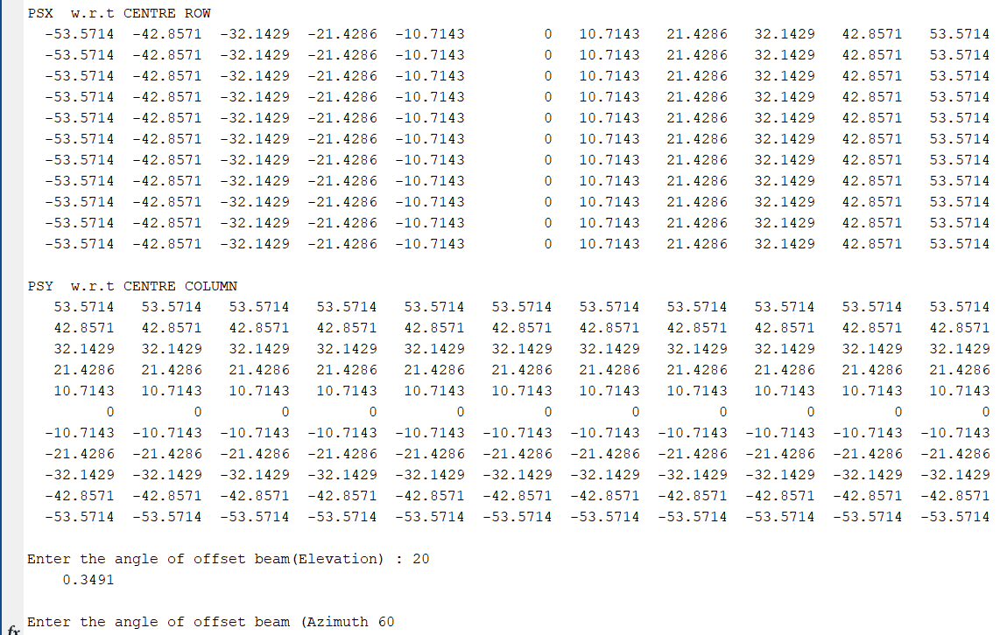 PSX  w.r.t CENTRE ROW
-53.5714 -42.8571 -32.1429 -21.4286 -10.7143 0 10.7143 21.4286 32.1429 42.8571 53.5714
-53.5714 -42.8571 -32.1429 -21.4286 -10.7143 0 10.7143 21.4286 32.1429 42.8571 53.5714
-53.5714 -42.8571 -32.1429 -21.4286 -10.7143 0 10.7143 21.4286 32.1429 42.8571 53.5714
-53.5714 -42.8571 -32.1429 -21.4286 -10.7143 0 10.7143 21.4286 32.1429 42.8571 53.5714
-53.5714 -42.8571 -32.1429 -21.4286 -10.7143 0 10.7143 21.4286 32.1429 42.8571 53.5714
-53.5714 -42.8571 -32.1429 -21.4286 -10.7143 0 10.7143 21.4286 32.1429 42.8571 53.5714
-53.5714 -42.8571 -32.1429 -21.4286 -10.7143 0 10.7143 21.4286 32.1429 42.8571 53.5714
-53.5714 -42.8571 -32.1429 -21.4286 -10.7143 0 10.7143 21.4286 32.1429 42.8571 53.5714
-53.5714 -42.8571 -32.1429 -21.4286 -10.7143 0 10.7143 21.4286 32.1429 42.8571 53.5714
-53.5714 -42.8571 -32.1429 -21.4286 -10.7143 0 10.7143 21.4286 32.1429 42.8571 53.5714
-53.5714 -42.8571 -32.1429 -21.4286 -10.7143 0 10.7143 21.4286 32.1429 42.8571 53.5714
PSY  w.r.t CENTRE COLUMN
53.5714 53.5714 53.5714 53.5714 53.5714 53.5714 53.5714 53.5714 53.5714 53.5714 53.5714
42.8571 42.8571 42.8571 42.8571 42.8571 42.8571 42.8571 42.8571 42.8571 42.8571 42.8571
32.1429 32.1429 32.1429 32.1429 32.1429 32.1429 32.1429 32.1429 32.1429 32.1429 32.1429
21.4286 21.4286 21.4286 21.4286 21.4286 21.4286 21.4286 21.4286 21.4286 21.4286 21.4286
10.7143 10.7143 10.7143 10.7143 10.7143 10.7143 10.7143 10.7143 10.7143 10.7143 10.7143
0 0 0 0 0 0 0 0 0 0 0
-10.7143 -10.7143 -10.7143 -10.7143 -10.7143 -10.7143 -10.7143 -10.7143 -10.7143 -10.7143 -10.7143
-21.4286 -21.4286 -21.4286 -21.4286 -21.4286 -21.4286 -21.4286 -21.4286 -21.4286 -21.4286 -21.4286
-32.1429 -32.1429 -32.1429 -32.1429 -32.1429 -32.1429 -32.1429 -32.1429 -32.1429 -32.1429 -32.1429
-42.8571 -42.8571 -42.8571 -42.8571 -42.8571 -42.8571 -42.8571 -42.8571 -42.8571 -42.8571 -42.8571
-53.5714 -53.5714 -53.5714 -53.5714 -53.5714 -53.5714 -53.5714 -53.5714 -53.5714 -53.5714 -53.5714
Enter the angle of offset beam(Elevation) : 20
0.3491
fx Enter the angle of offset beam (Azimuth 60